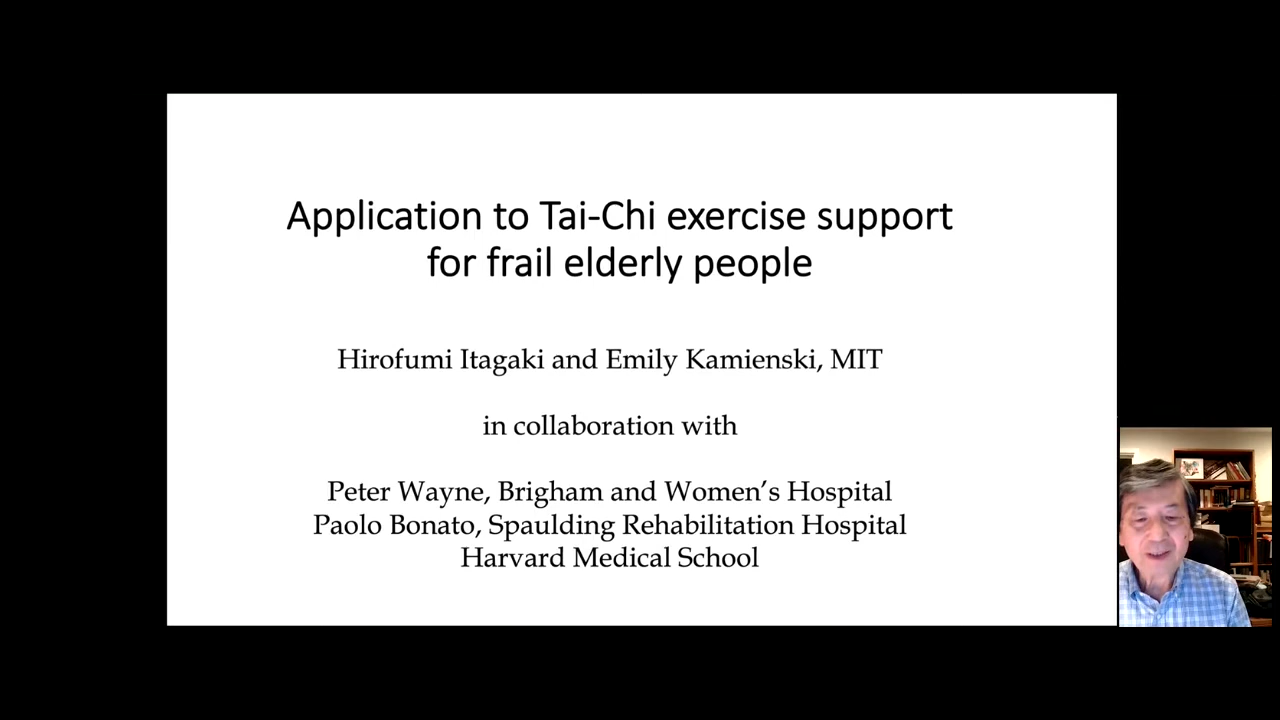 Application to Tai-Chi exercise support
for frail elderly people
Hirofumi Itagaki and Emily Kamienski, MIT
in collaboration with
Peter Wayne, Brigham and Women's Hospital
Paolo Bonato, Spaulding Rehabilitation Hospital
Harvard Medical School